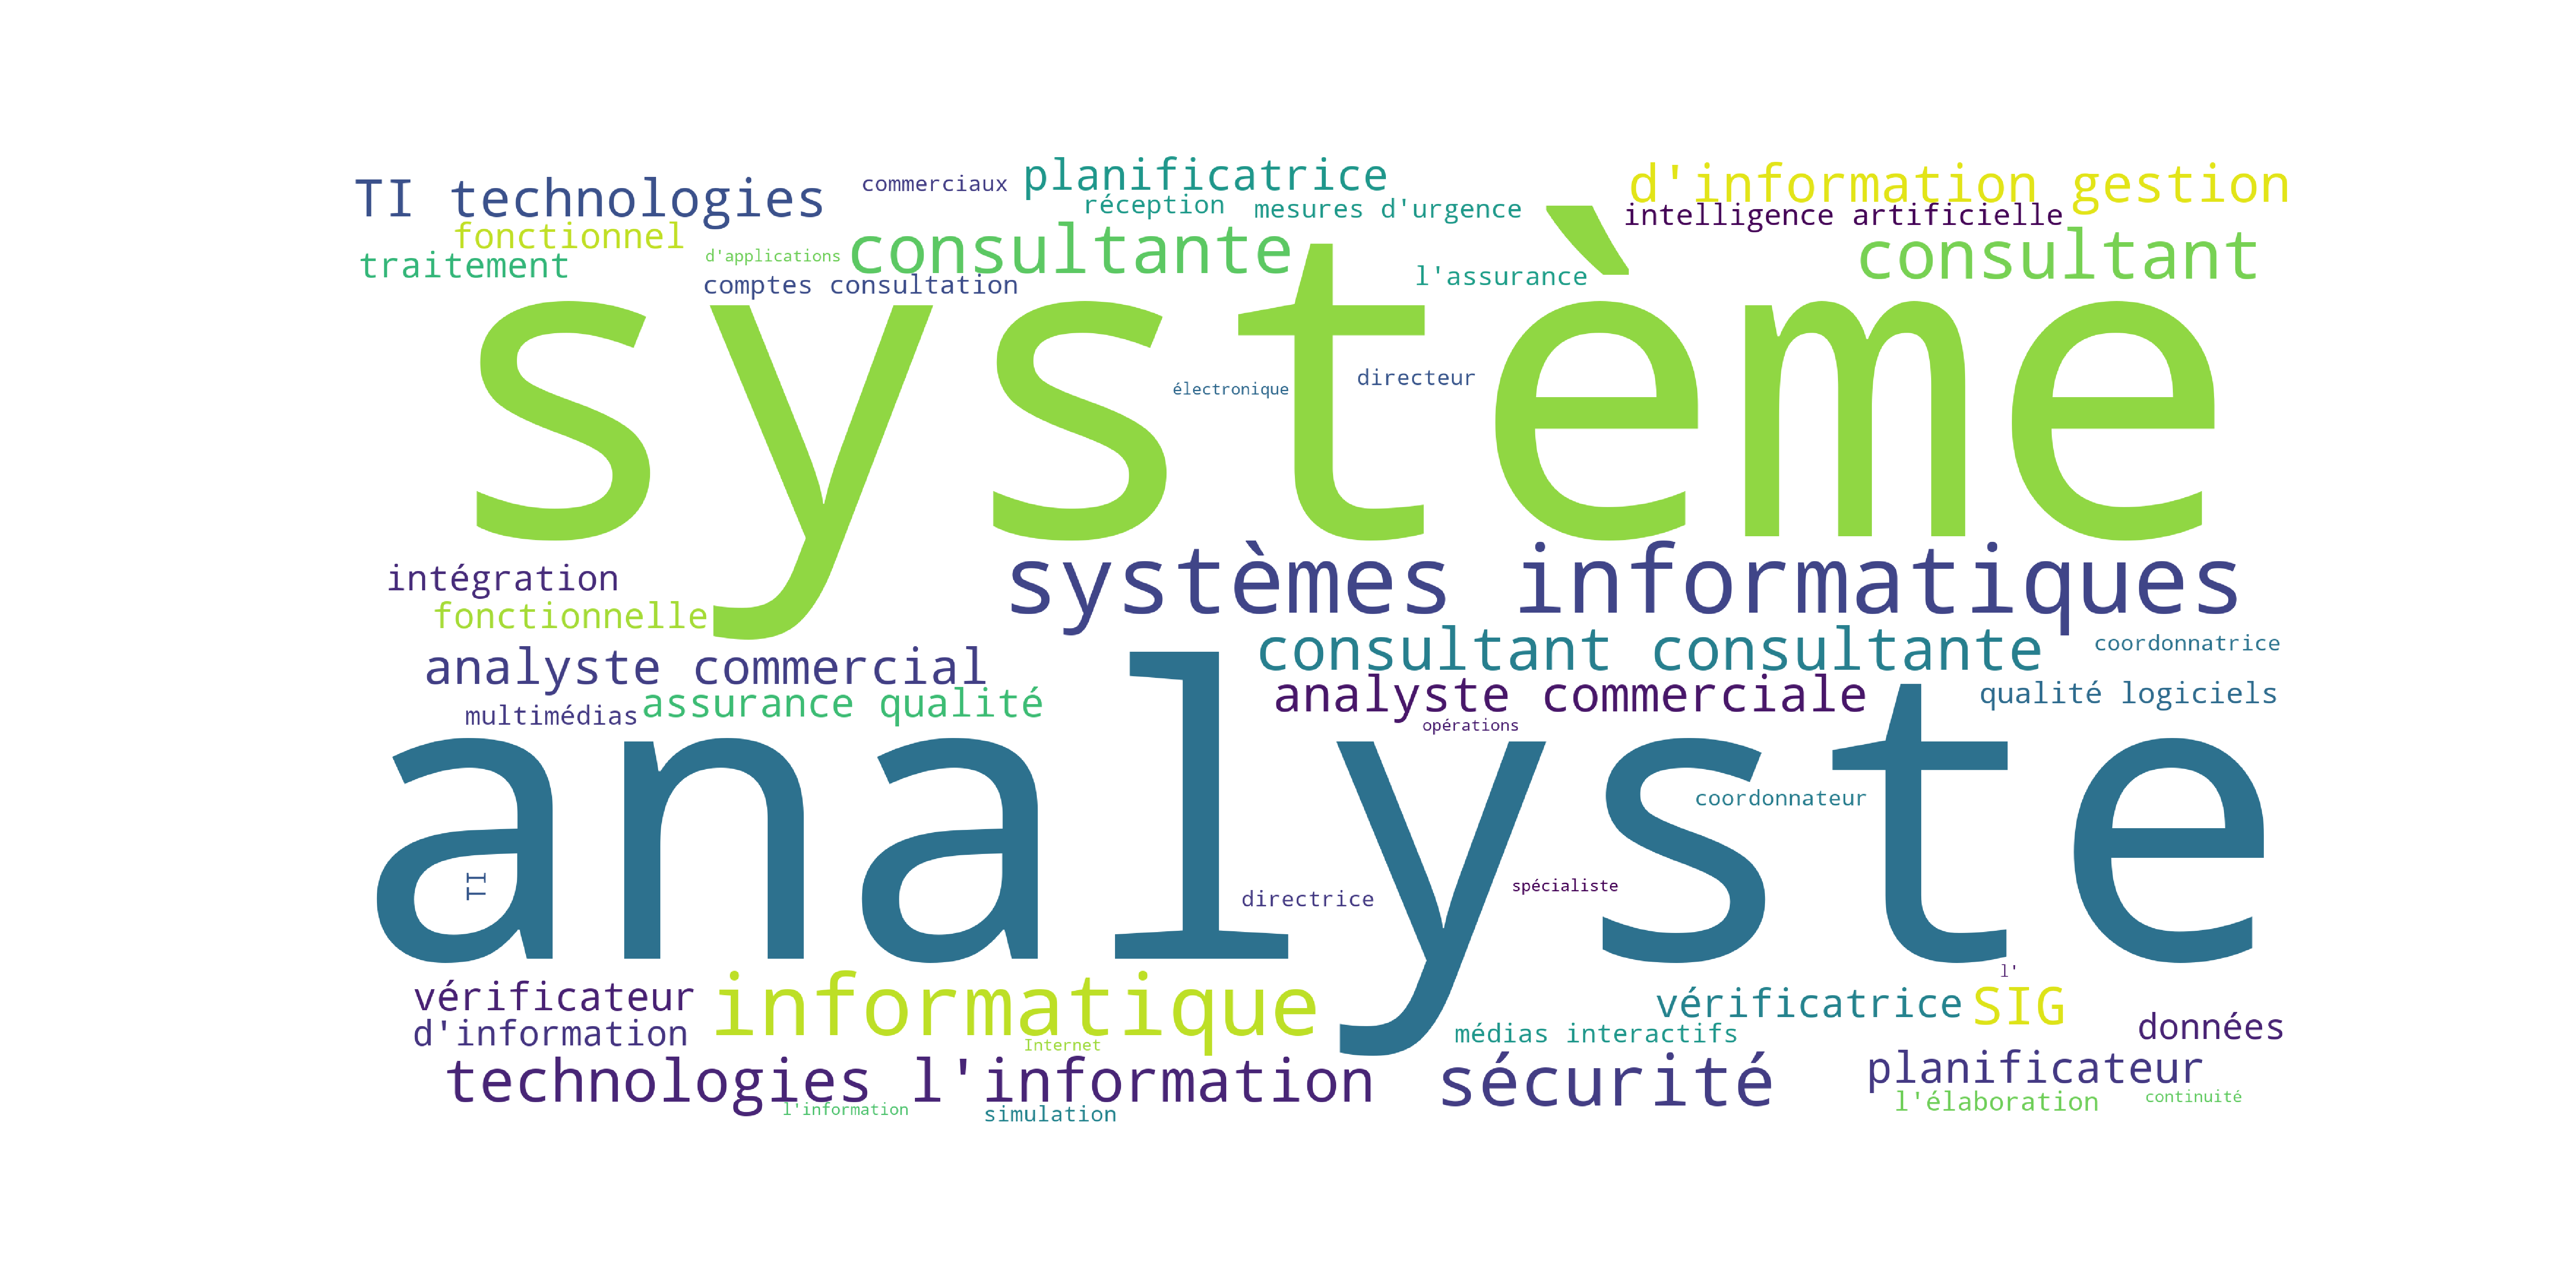 TI technologies
commerciaux
planificatrice
d'information gestion
réception
mesures d'urgence
intelligence artificielle
fonctionnel
consultante
consultant
traitement
d'applications
comptes consultation
l'assurance
système
électronique
directeur
intégration
systèmes informatiques
fonctionnelle
analyste commercial
consultant consultante
coordonnatrice
assurance qualité
analyste commerciale
qualité logiciels
multimédias
opérations
analyste
coordonnateur
TI
directrice
spécialiste
l'
vérificateur
informatique
vérificatrice
SIG
d'information
Internet
médias interactifs
données
technologies l'information
sécurité
planificateur
l'information
simulation
l'élaboration
continuité